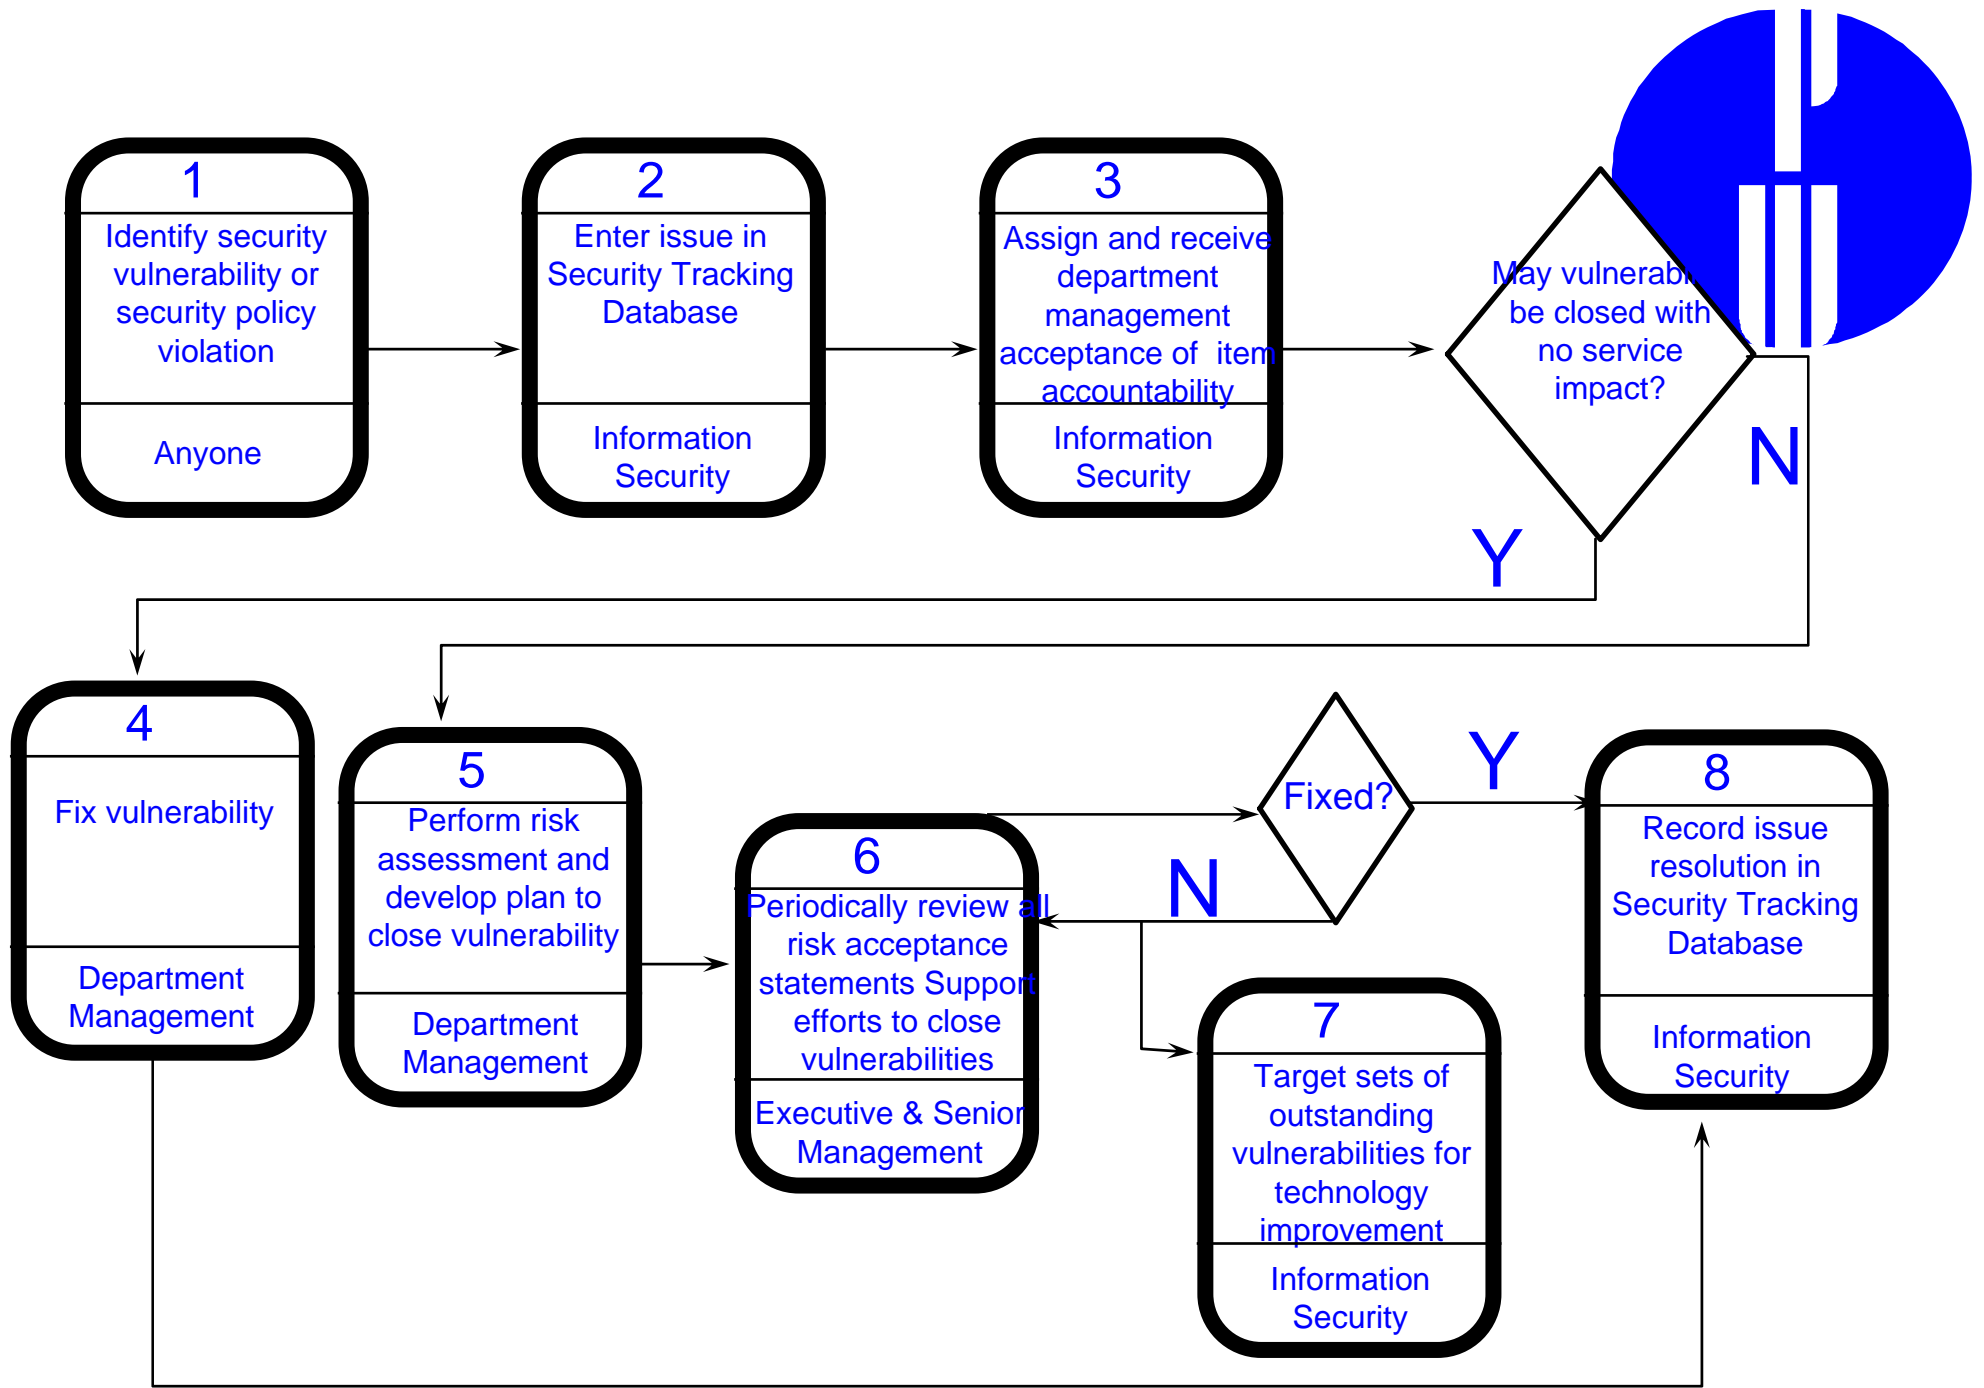 1
Identify security
vulnerability or
security policy
violation
Anyone
2
Enter issue in
Security Tracking
Database
Information
Security
3
Assign and receive
department
management
acceptance of item
accountability
Information
Security
May vulnerabi
be closed with
no service
impact?
N
Y
4
Fix vulnerability
Department
Management
5
Perform risk
assessment and
develop plan to
close vulnerability
Department
Management
6
Periodically review all
risk acceptance
statements Support
efforts to close
vulnerabilities
Executive & Senior
Management
Fixed?
Y
N
7
Target sets of
outstanding
vulnerabilities for
technology
improvement
Information
Security
8
Record issue
resolution in
Security Tracking
Database
Information
Security